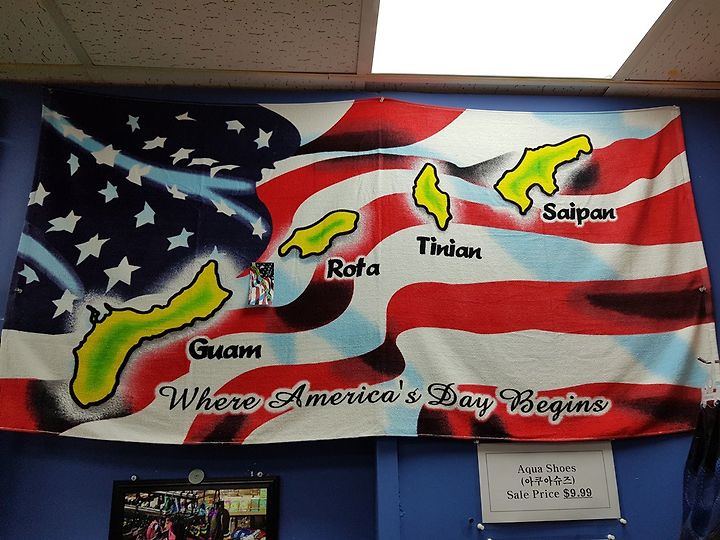 Saipan
Tinian
Rota
Guam
Where America's Day Begins
Aqua Shoes
(아쿠아슈즈)
Sale Price $9.99